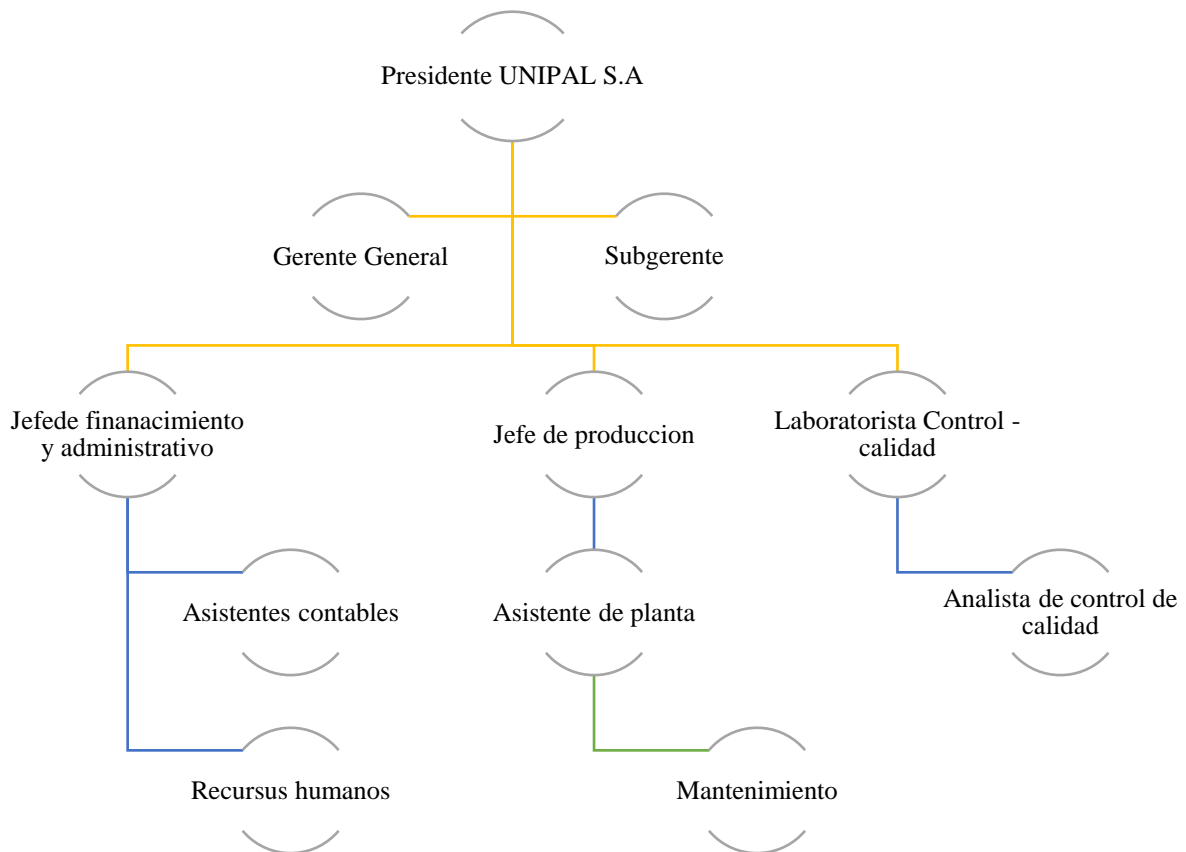 Presidente UNIPAL S.A
Gerente General
Subgerente
Jefede finanacimiento
y administrativo
Jefe de produccion
Laboratorista Control -
calidad
Asistentes contables
Asistente de planta
Analista de control de
calidad
Recursus humanos
Mantenimiento